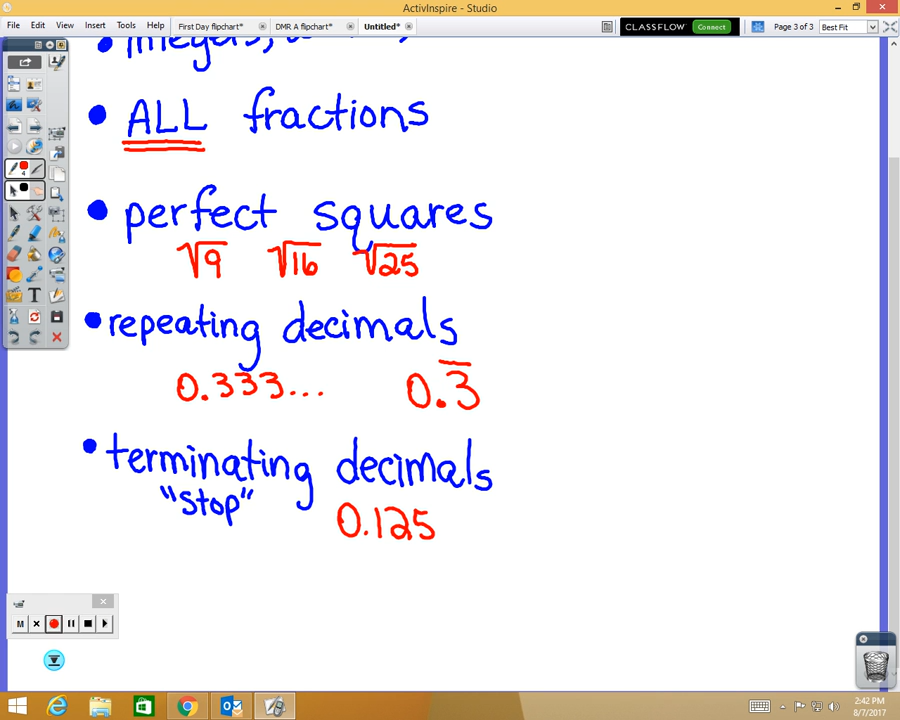 ActivInspire - Studio
File Edit View Insert Tools Help First Day flipchart* DMR A flipchart* Untitled* CLASSFLOW Connect Page 3 of 3 Best Fit
integers,
• ALL fractions
• perfect squares
√9 √16 √25
• repeating decimals
0.333... 0.3̅
• terminating decimals
"stop"
0.125
M
2:42 PM
8/7/2017